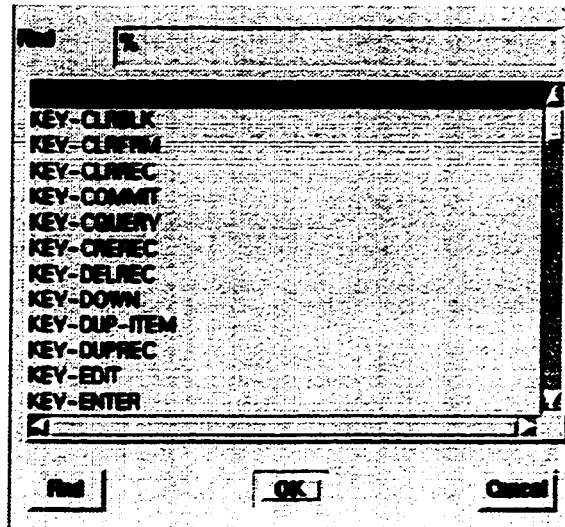 Find %
KEY-CLRBLK
KEY-CLRFRM
KEY-CLRREC
KEY-COMMIT
KEY-CQUERY
KEY-CREREC
KEY-DELREC
KEY-DOWN
KEY-DUP-ITEM
KEY-DUPREC
KEY-EDIT
KEY-ENTER
Find OK Cancel